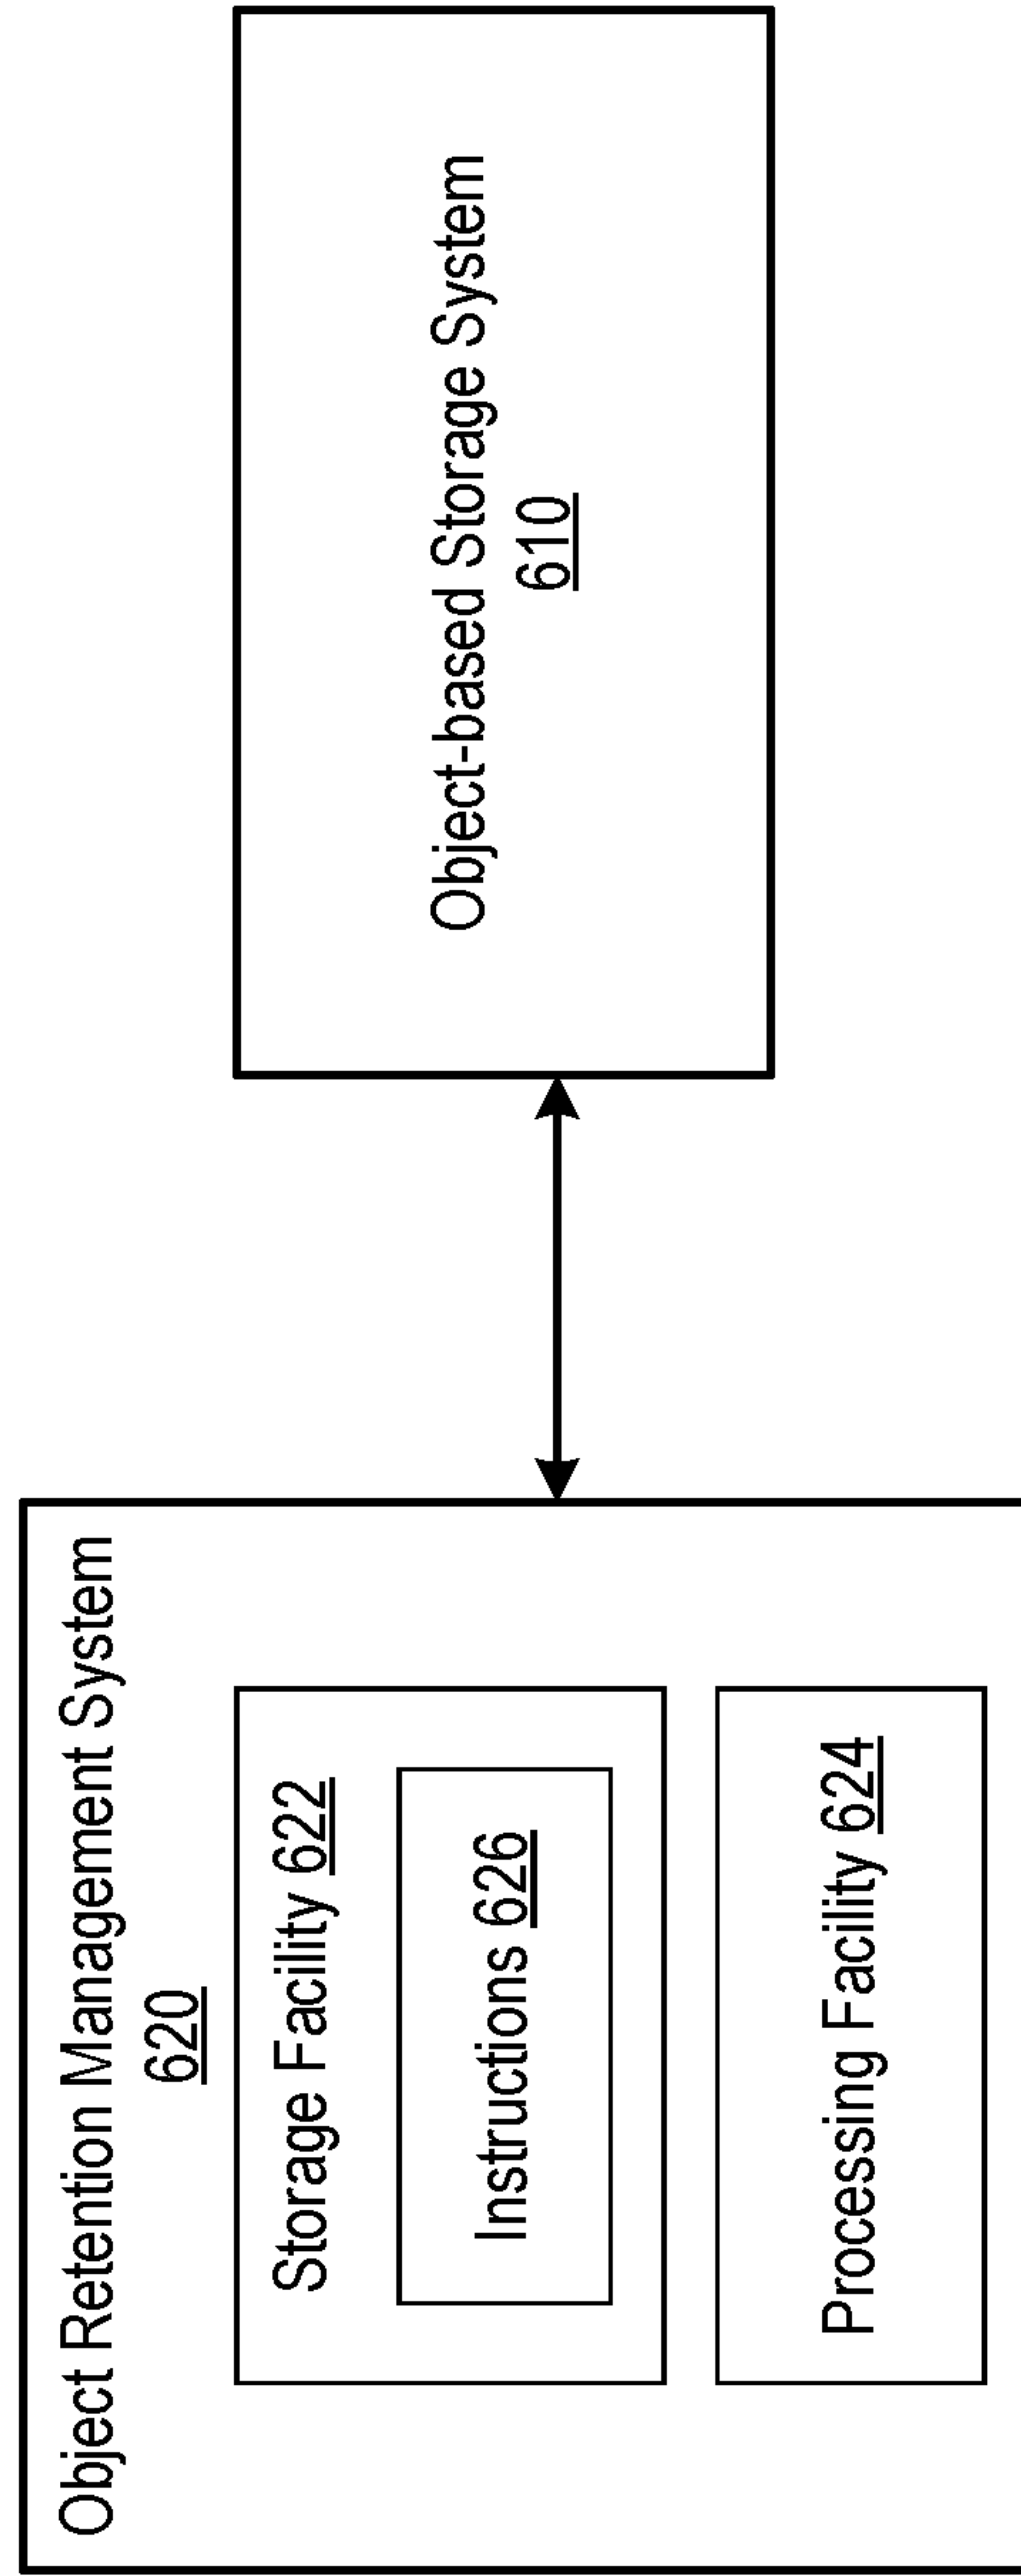 Object Retention Management System
620
Storage Facility 622
Instructions 626
Processing Facility 624
Object-based Storage System
610